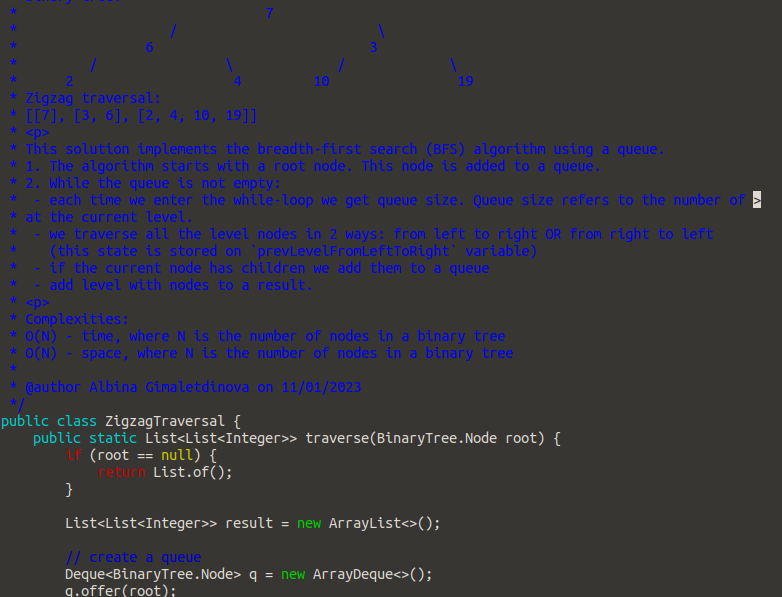 *                               7
*                   /                         \
*                6                           3
*         /                \             /             \
*      2                    4         10                19
* Zigzag traversal:
* [[7], [3, 6], [2, 4, 10, 19]]
* <p>
* This solution implements the breadth-first search (BFS) algorithm using a queue.
* 1. The algorithm starts with a root node. This node is added to a queue.
* 2. While the queue is not empty:
*  - each time we enter the while-loop we get queue size. Queue size refers to the number of >
* at the current level.
*  - we traverse all the level nodes in 2 ways: from left to right OR from right to left
*    (this state is stored on `prevLevelFromLeftToRight` variable)
*  - if the current node has children we add them to a queue
*  - add level with nodes to a result.
* <p>
* Complexities:
* O(N) - time, where N is the number of nodes in a binary tree
* O(N) - space, where N is the number of nodes in a binary tree
*
* @author Albina Gimaletdinova on 11/01/2023
*/
public class ZigzagTraversal {
    public static List<List<Integer>> traverse(BinaryTree.Node root) {
        if (root == null) {
            return List.of();
        }

        List<List<Integer>> result = new ArrayList<>();

        // create a queue
        Deque<BinaryTree.Node> q = new ArrayDeque<>();
        q.offer(root);